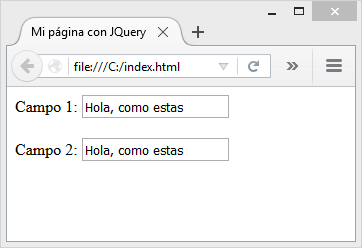 Mi página con JQuery
file:///C:/index.html
Campo 1: Hola, como estas
Campo 2: Hola, como estas